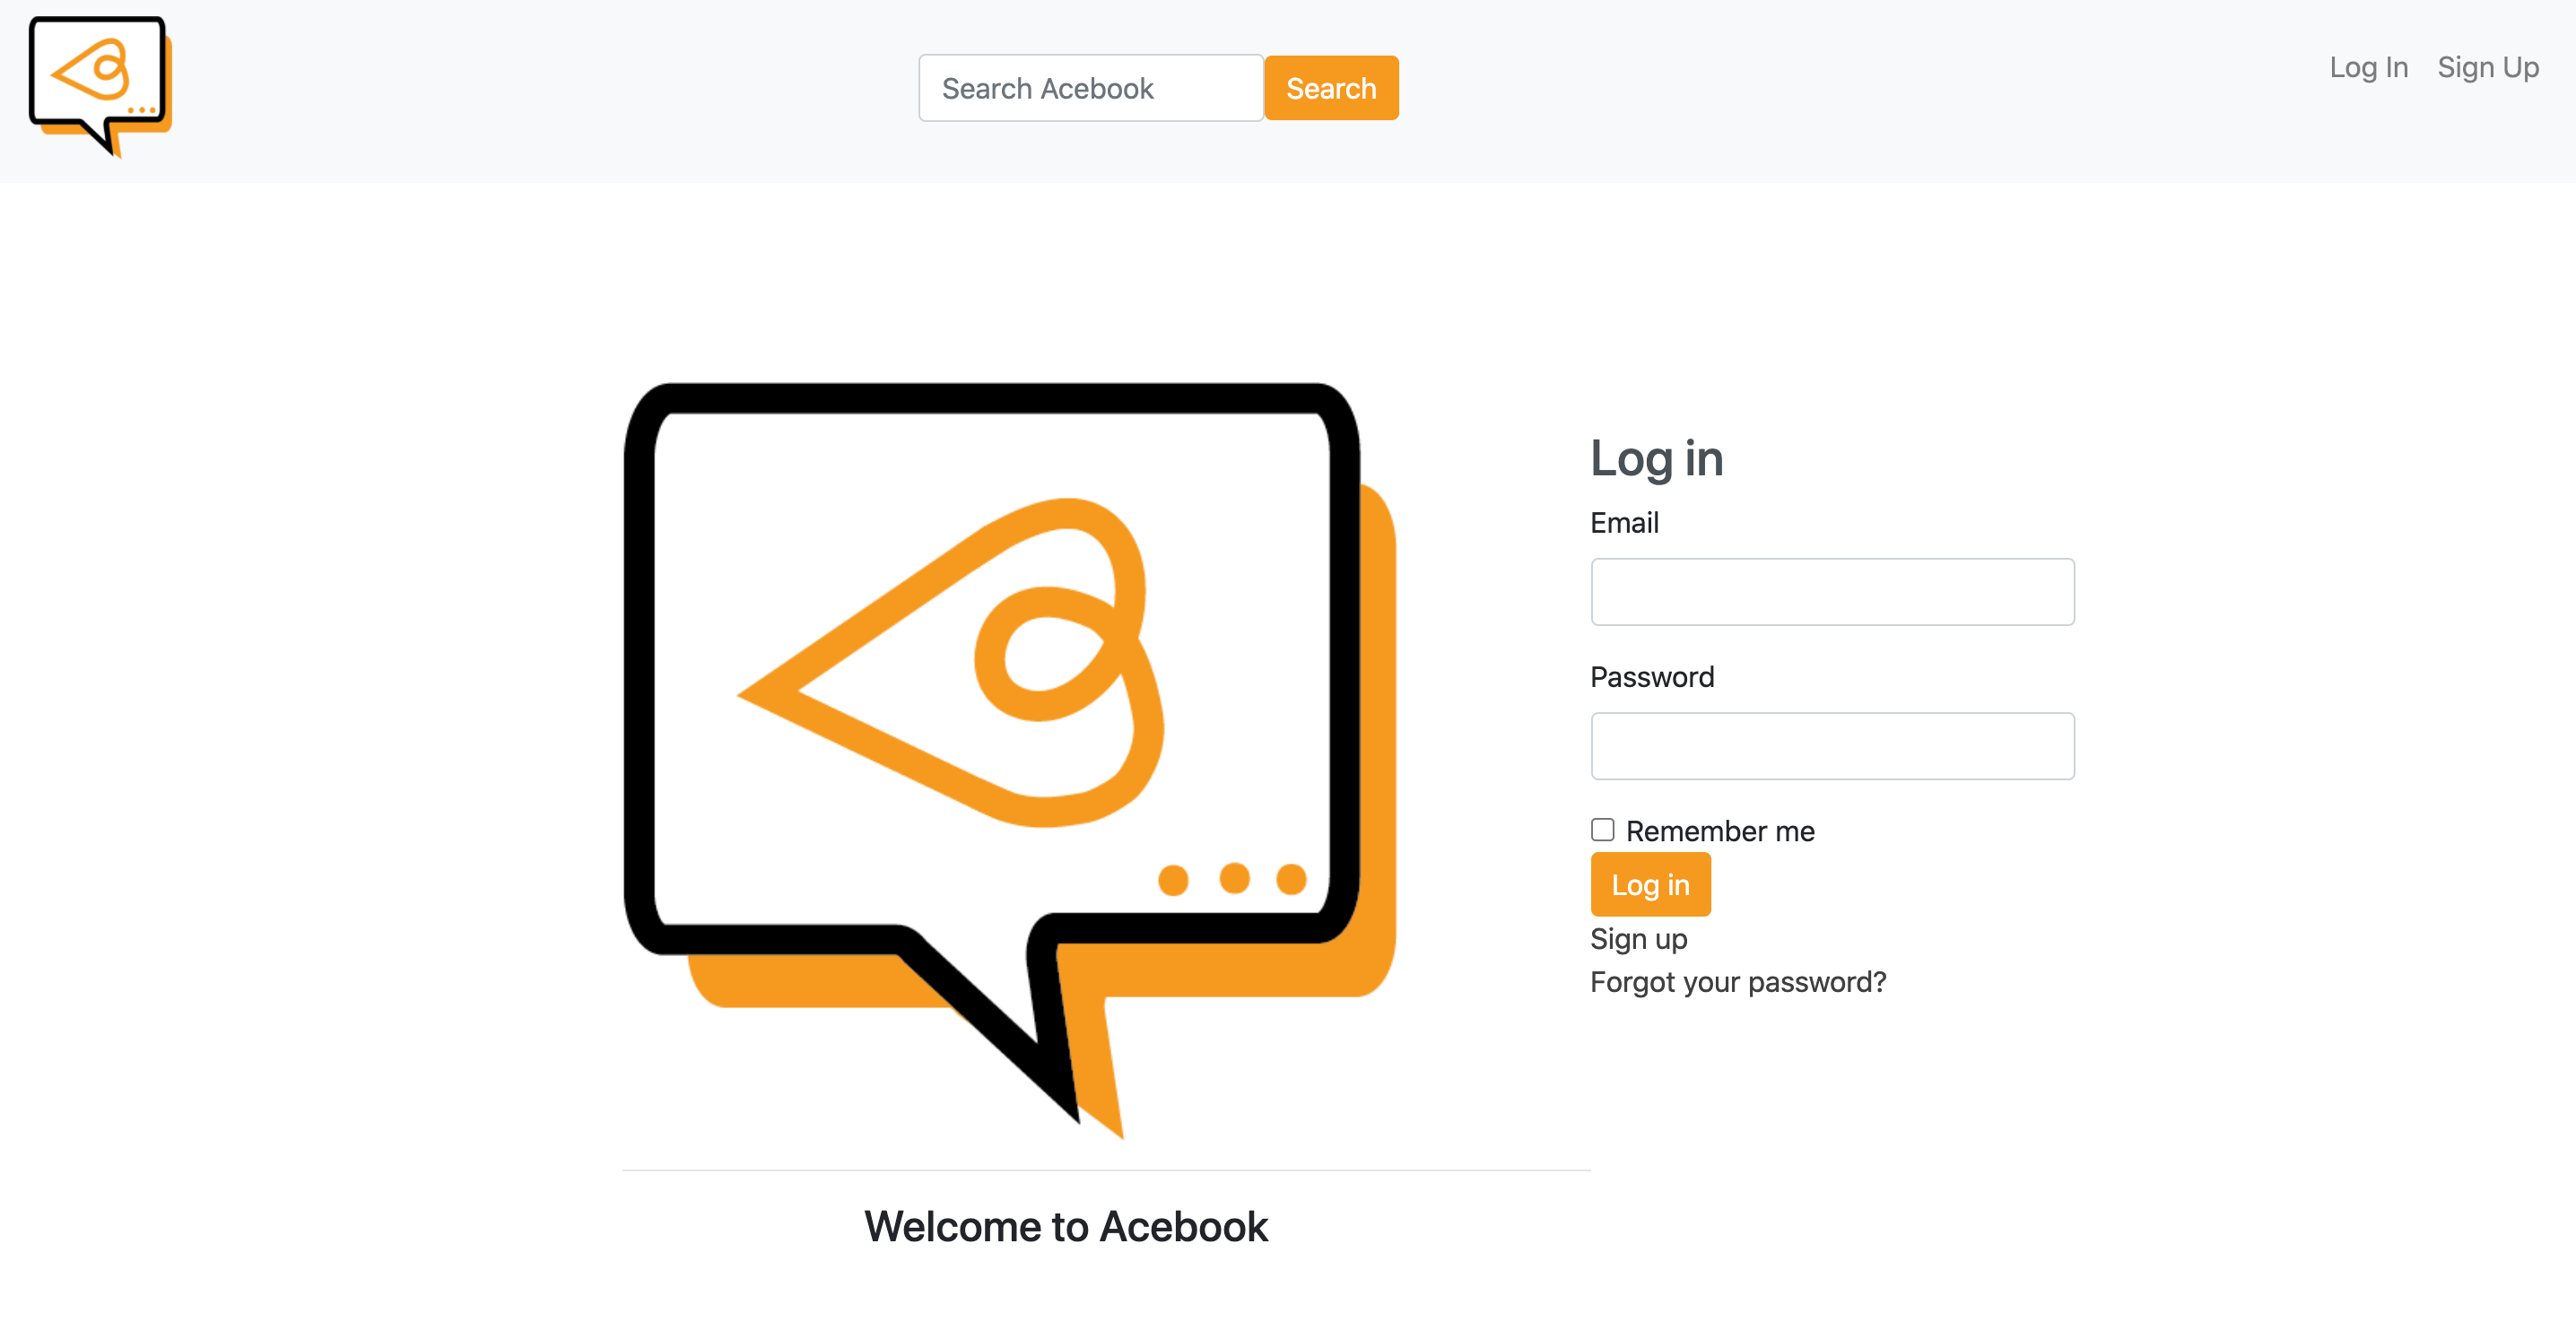 Search Acebook
Search
Log In
Sign Up
Log in
Email
Password
Remember me
Log in
Sign up
Forgot your password?
Welcome to Acebook